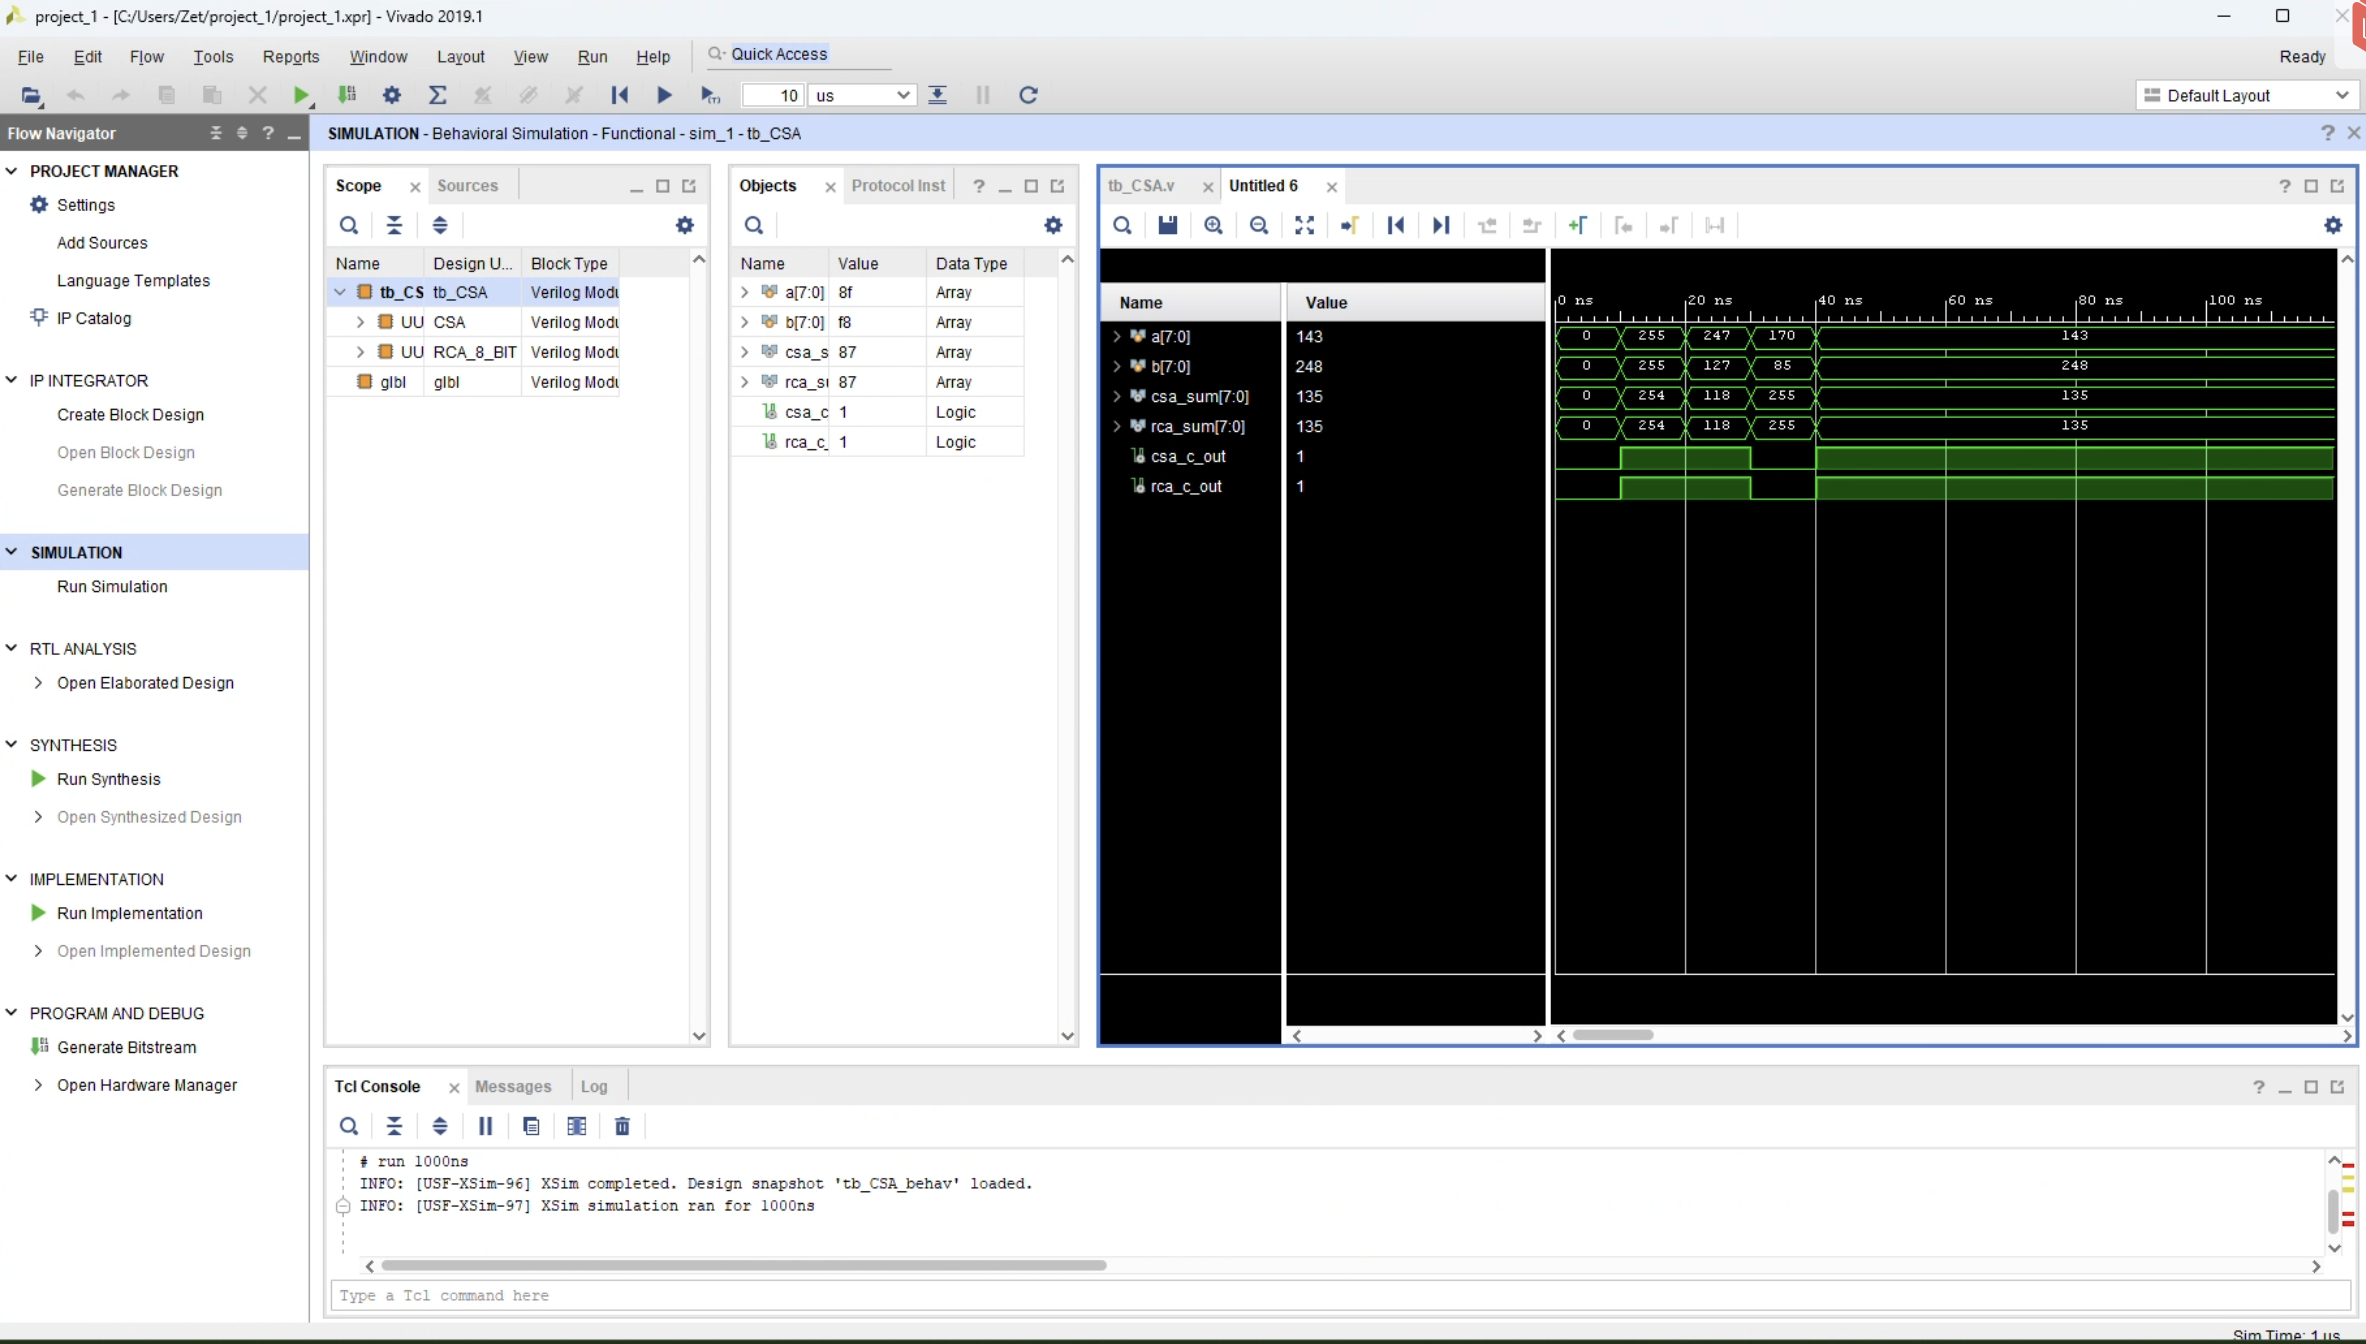 project_1 - [C:/Users/Zet/project_1/project_1.xpr] - Vivado 2019.1
File Edit Flow Tools Reports Window Layout View Run Help Quick Access Ready
10 us Default Layout
Flow Navigator
SIMULATION - Behavioral Simulation - Functional - sim_1 - tb_CSA
PROJECT MANAGER
Settings
Add Sources
Language Templates
IP Catalog
IP INTEGRATOR
Create Block Design
Open Block Design
Generate Block Design
SIMULATION
Run Simulation
RTL ANALYSIS
Open Elaborated Design
SYNTHESIS
Run Synthesis
Open Synthesized Design
IMPLEMENTATION
Run Implementation
Open Implemented Design
PROGRAM AND DEBUG
Generate Bitstream
Open Hardware Manager
Scope Sources
Name Design U... Block Type
tb_CS tb_CSA Verilog Modu
UU CSA Verilog Modu
UU RCA_8_BIT Verilog Modu
glbl glbl Verilog Modu
Objects Protocol Inst
Name Value Data Type
a[7:0] 8f Array
b[7:0] f8 Array
csa_s 87 Array
rca_su 87 Array
csa_c 1 Logic
rca_c_ 1 Logic
tb_CSA.v Untitled 6
Name Value 0 ns 20 ns 40 ns 60 ns 80 ns 100 ns
a[7:0] 143 0 255 247 170 143
b[7:0] 248 0 255 127 85 248
csa_sum[7:0] 135 0 254 118 255 135
rca_sum[7:0] 135 0 254 118 255 135
csa_c_out 1
rca_c_out 1
Tcl Console Messages Log
# run 1000ns
INFO: [USF-XSim-96] XSim completed. Design snapshot 'tb_CSA_behav' loaded.
INFO: [USF-XSim-97] XSim simulation ran for 1000ns
Type a Tcl command here
Sim Time: 1 us